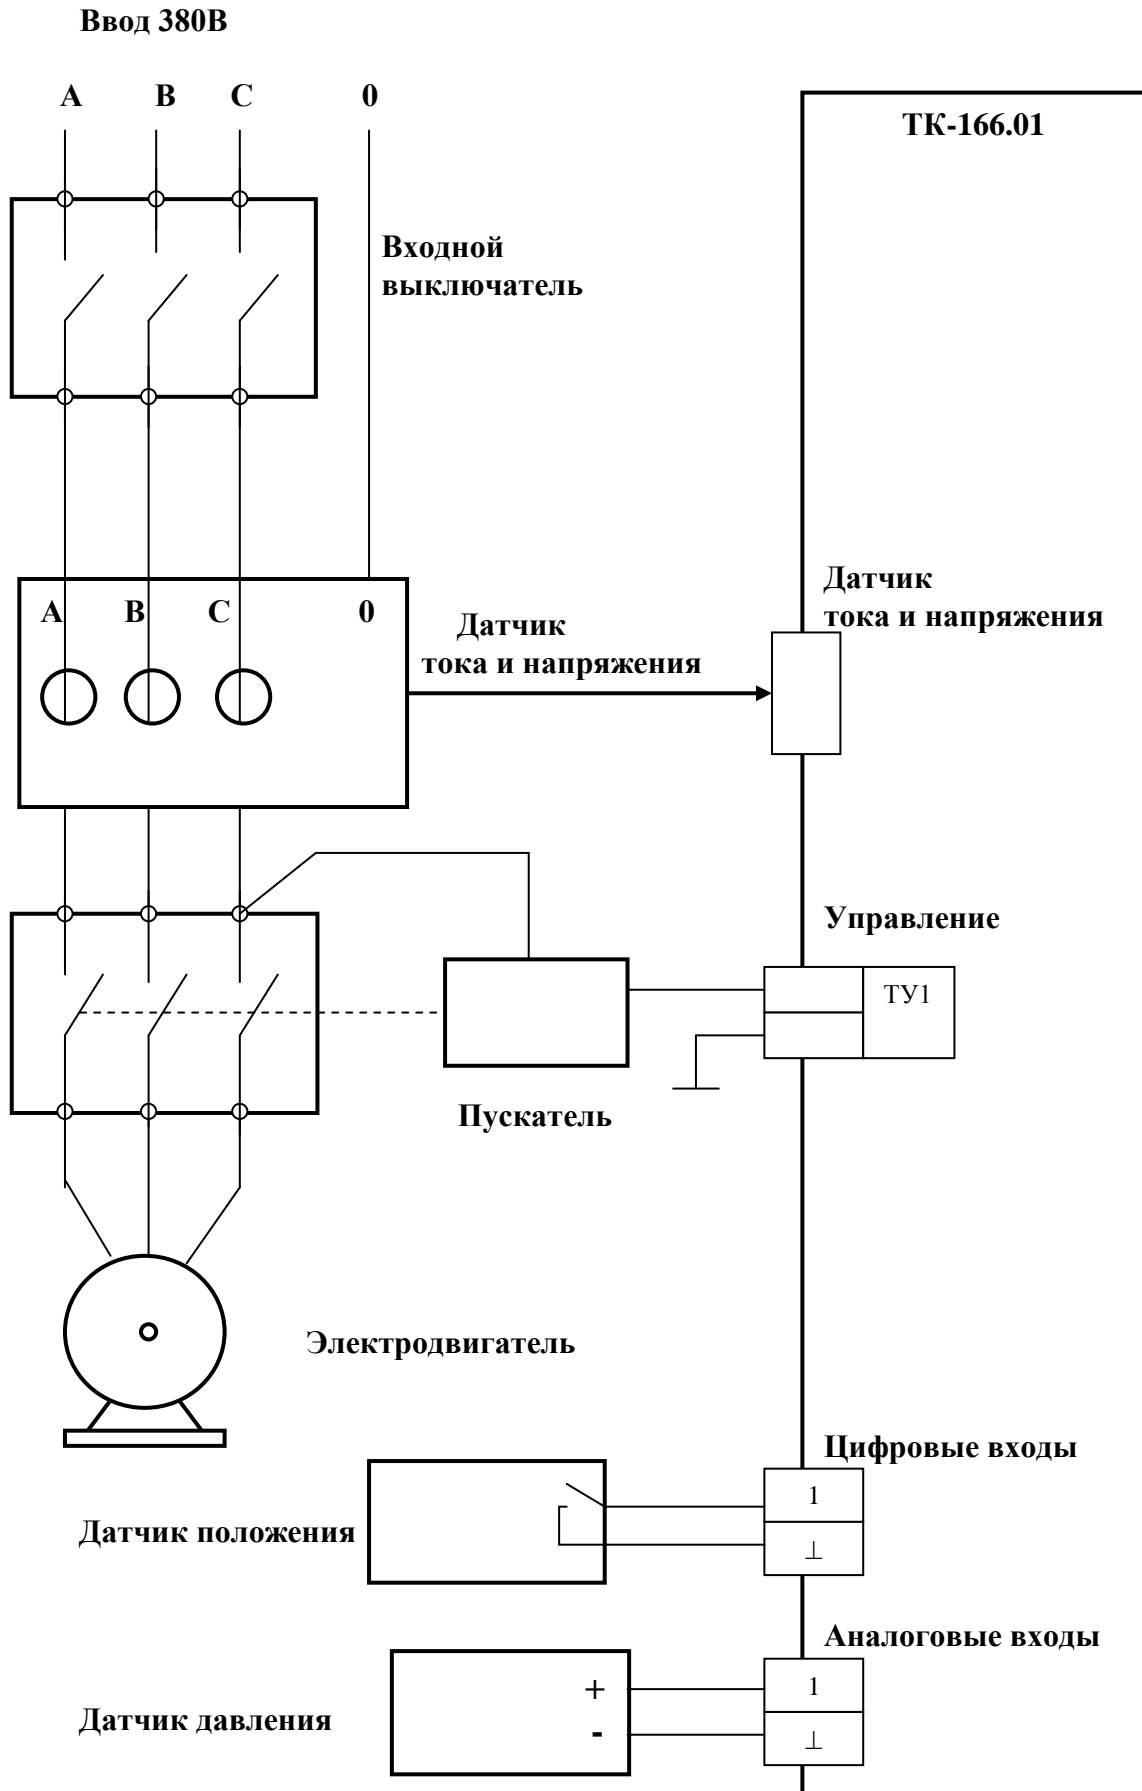 Ввод 380В
А В С 0
ТК-166.01
Входной
выключатель
А В С 0
Датчик
тока и напряжения
Датчик
тока и напряжения
Управление
ТУ1
Пускатель
Электродвигатель
Цифровые входы
1
⊥
Датчик положения
Аналоговые входы
1
⊥
+
-
Датчик давления